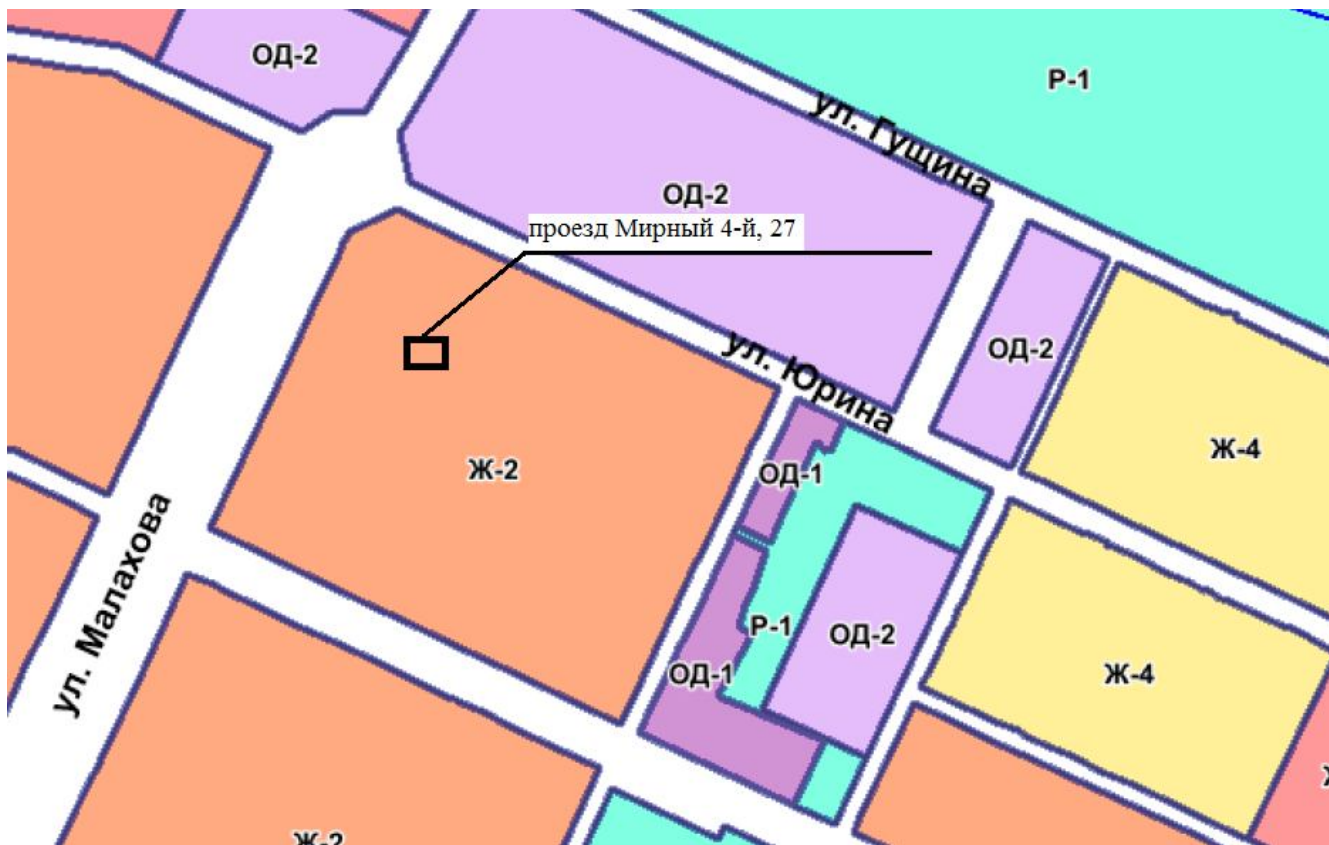 ОД-2
Р-1
ул. Гущина
ОД-2
проезд Мирный 4-й, 27
ул. Юрина
ОД-2
Ж-4
Ж-2
ОД-1
ул. Малахова
Р-1
ОД-2
ОД-1
Ж-4
Ж-2